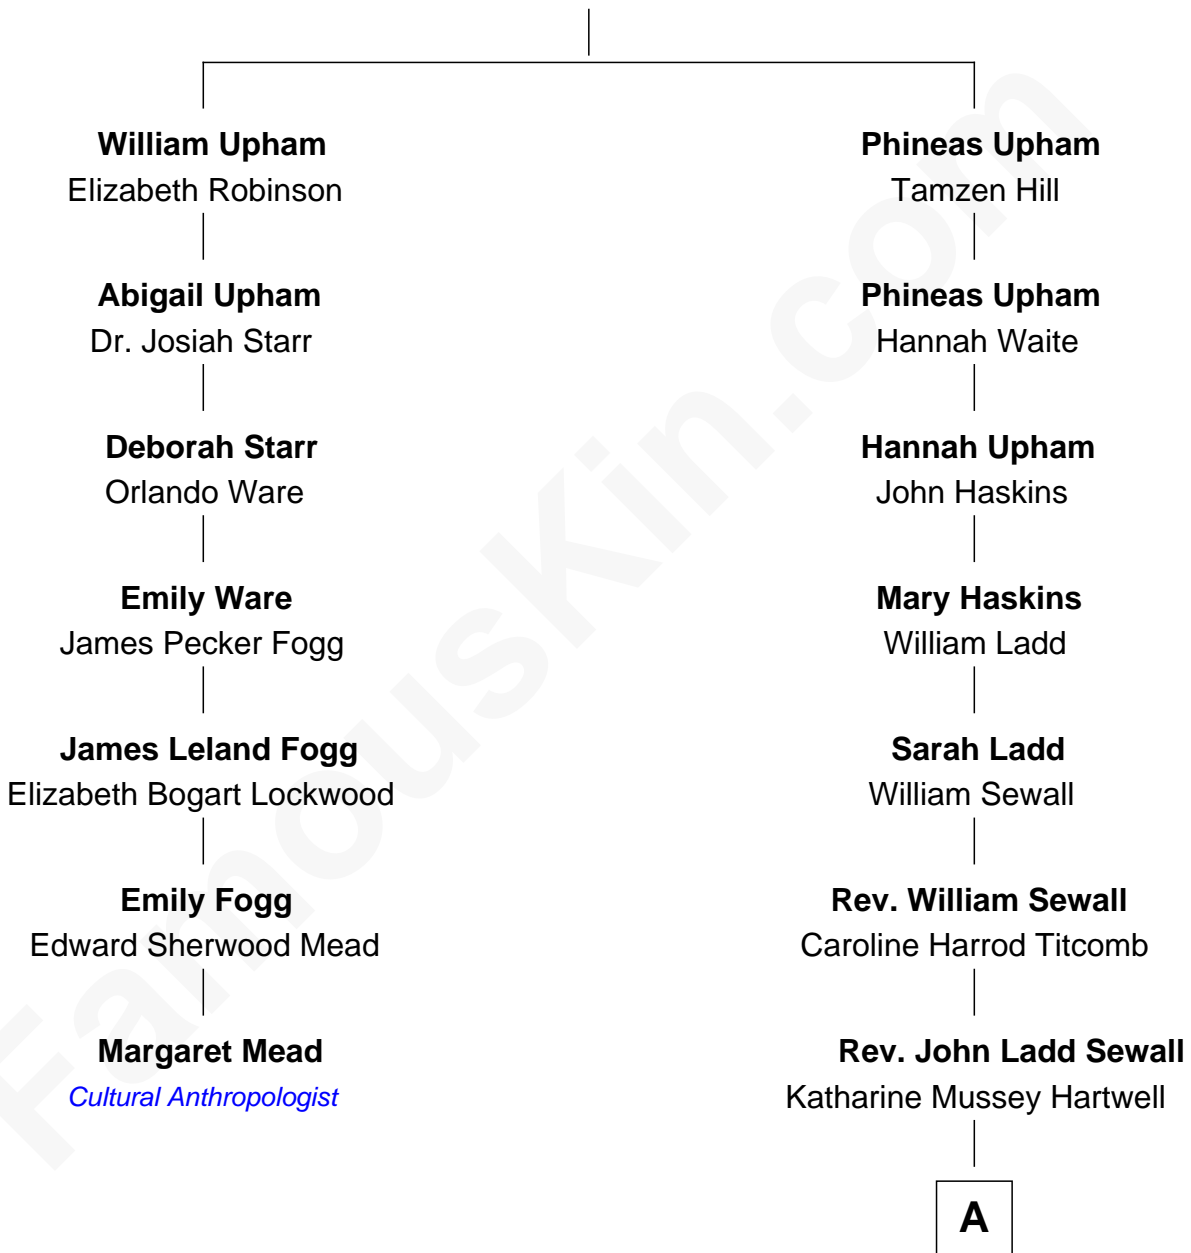 William Upham
Elizabeth Robinson
Abigail Upham
Dr. Josiah Starr
Deborah Starr
Orlando Ware
Emily Ware
James Pecker Fogg
James Leland Fogg
Elizabeth Bogart Lockwood
Emily Fogg
Edward Sherwood Mead
Margaret Mead
Cultural Anthropologist
Phineas Upham
Tamzen Hill
Phineas Upham
Hannah Waite
Hannah Upham
John Haskins
Mary Haskins
William Ladd
Sarah Ladd
William Sewall
Rev. William Sewall
Caroline Harrod Titcomb
Rev. John Ladd Sewall
Katharine Mussey Hartwell
A
FamousKin.com